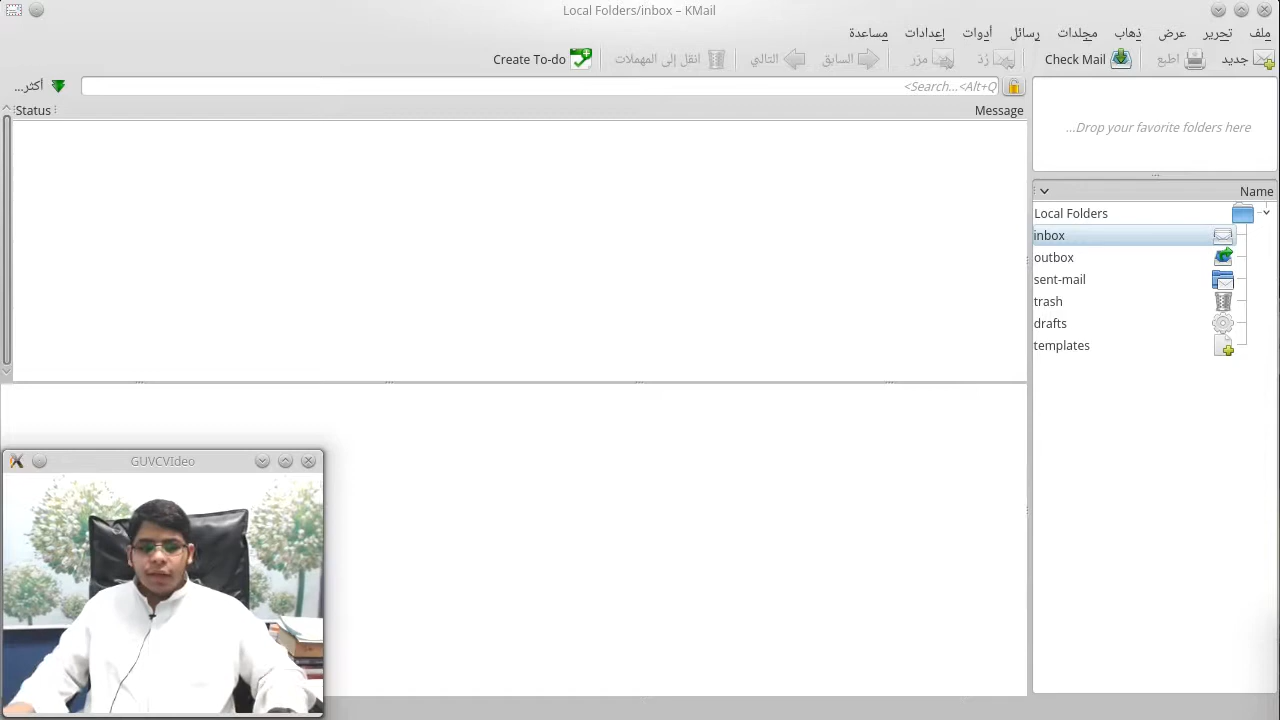 Local Folders/inbox – KMail
ملف تحرير عرض ذهاب مجلدات رسائل أدوات إعدادات مساعدة
جديد اطبع Check Mail رُدّ مرّر السابق التالي انقل إلى المهملات Create To-do
Search...<Alt+Q>
أكثر...
Message Status
Drop your favorite folders here...
Name
Local Folders
inbox
outbox
sent-mail
trash
drafts
templates
GUVCVIdeo